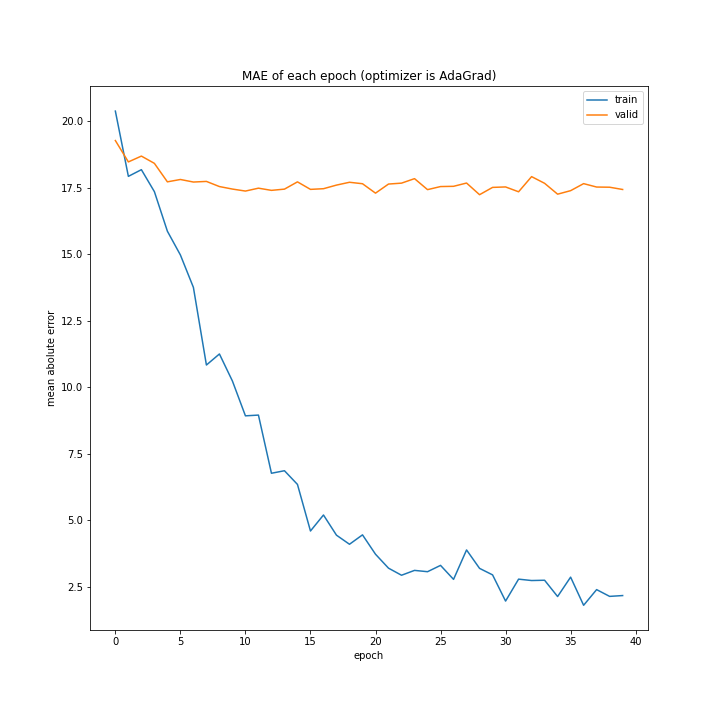 MAE of each epoch (optimizer is AdaGrad)
train
valid
mean abolute error
20.0
17.5
15.0
12.5
10.0
7.5
5.0
2.5
0 5 10 15 20 25 30 35 40
epoch